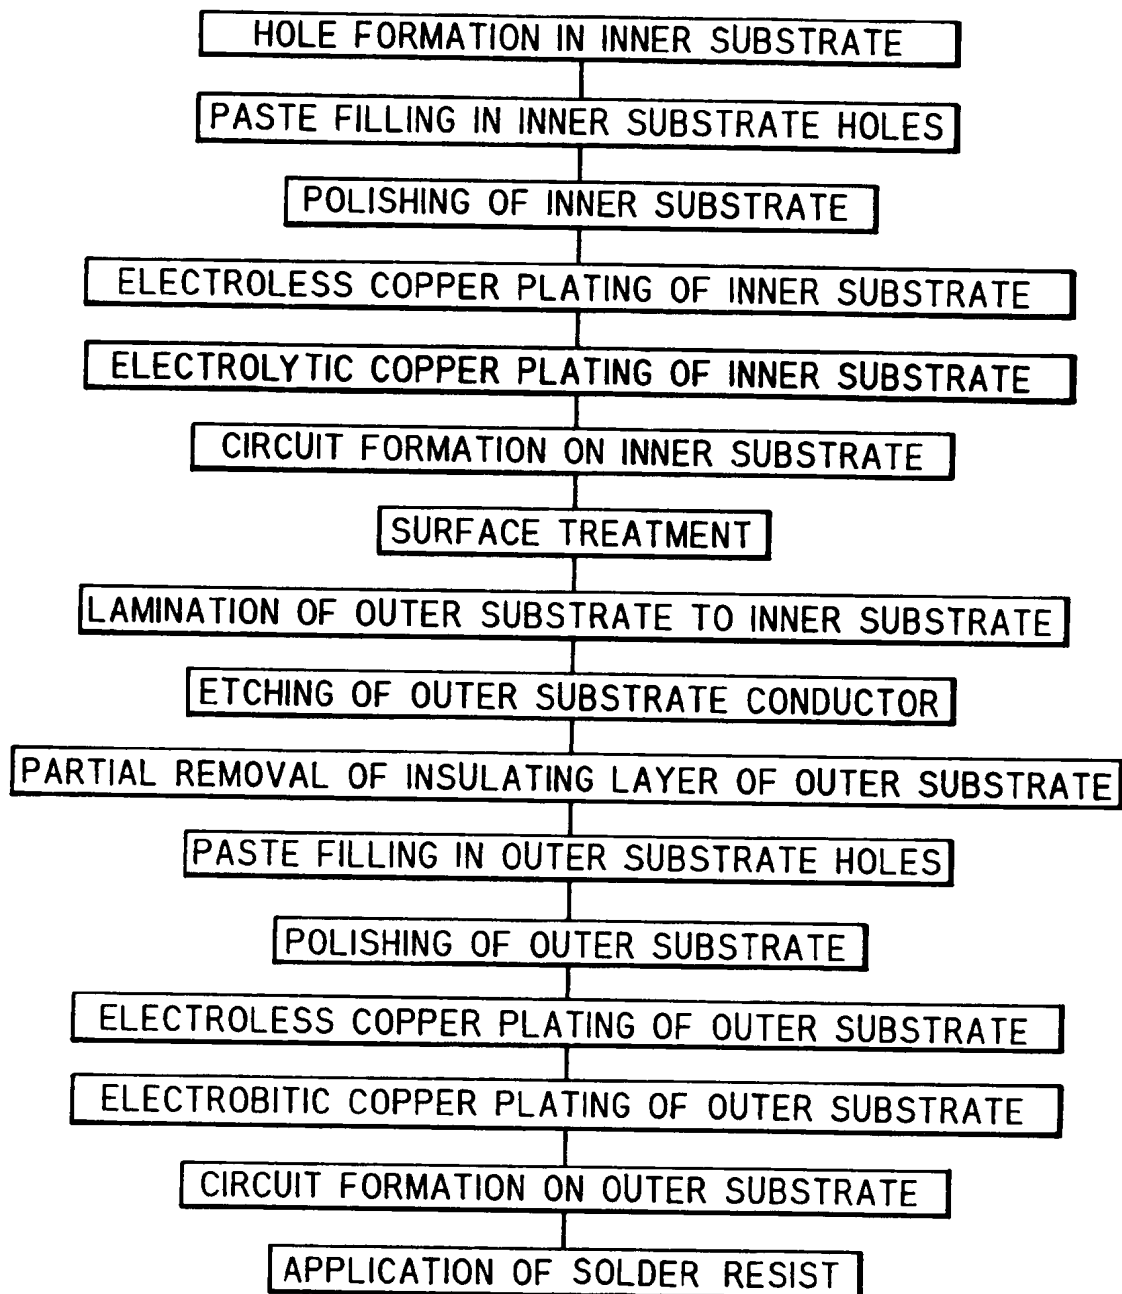 HOLE FORMATION IN INNER SUBSTRATE
PASTE FILLING IN INNER SUBSTRATE HOLES
POLISHING OF INNER SUBSTRATE
ELECTROLESS COPPER PLATING OF INNER SUBSTRATE
ELECTROLYTIC COPPER PLATING OF INNER SUBSTRATE
CIRCUIT FORMATION ON INNER SUBSTRATE
SURFACE TREATMENT
LAMINATION OF OUTER SUBSTRATE TO INNER SUBSTRATE
ETCHING OF OUTER SUBSTRATE CONDUCTOR
PARTIAL REMOVAL OF INSULATING LAYER OF OUTER SUBSTRATE
PASTE FILLING IN OUTER SUBSTRATE HOLES
POLISHING OF OUTER SUBSTRATE
ELECTROLESS COPPER PLATING OF OUTER SUBSTRATE
ELECTROBITIC COPPER PLATING OF OUTER SUBSTRATE
CIRCUIT FORMATION ON OUTER SUBSTRATE
APPLICATION OF SOLDER RESIST